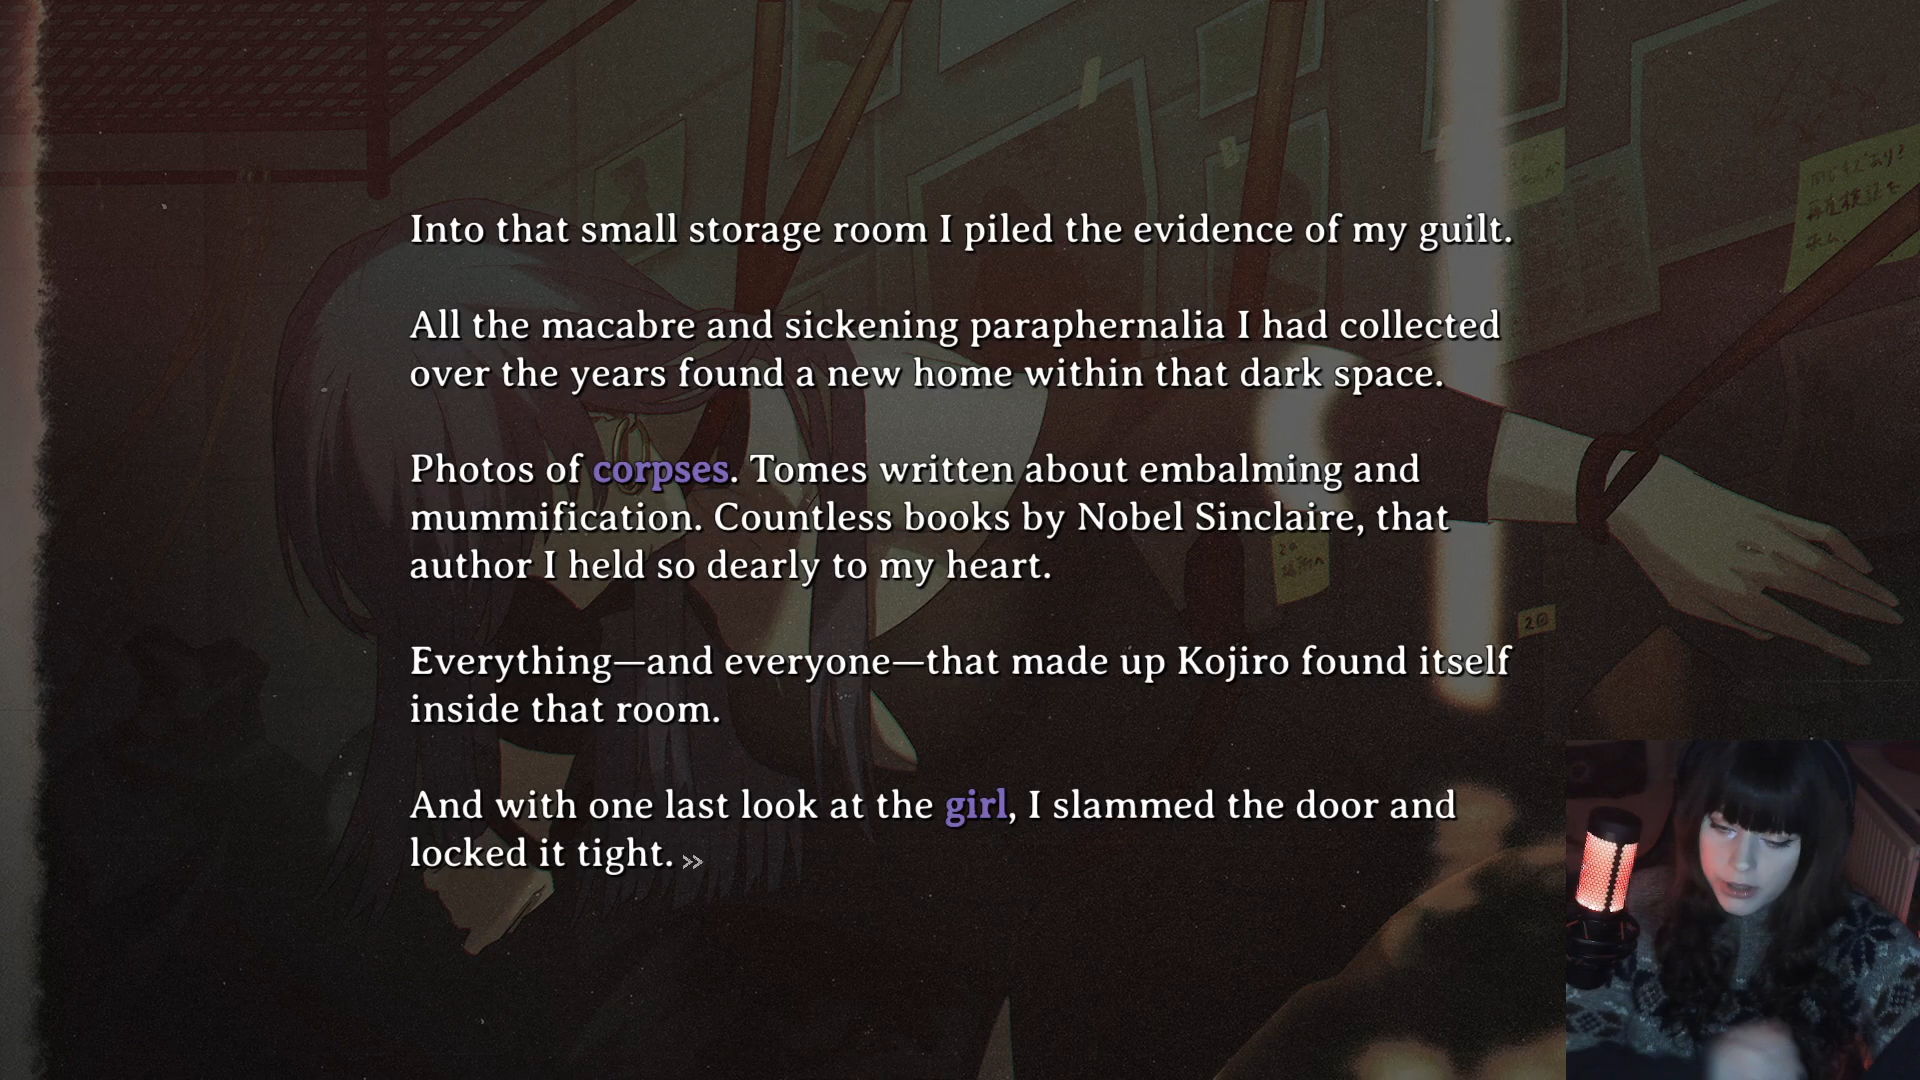 Into that small storage room I piled the evidence of my guilt.
All the macabre and sickening paraphernalia I had collected
over the years found a new home within that dark space.
Photos of corpses. Tomes written about embalming and
mummification. Countless books by Nobel Sinclaire, that
author I held so dearly to my heart.
Everything—and everyone—that made up Kojiro found itself
inside that room.
And with one last look at the girl, I slammed the door and
locked it tight. »